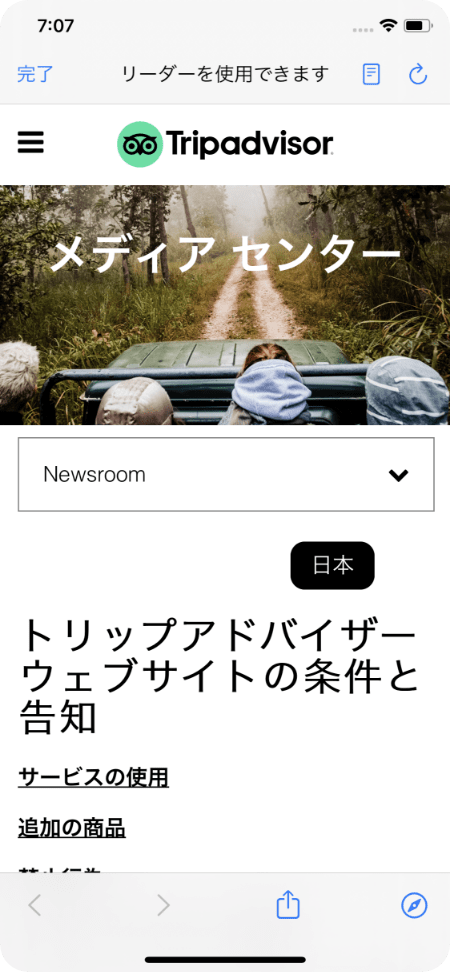 7:07
完了
リーダーを使用できます
Tripadvisor
メディア センター
Newsroom
日本
トリップアドバイザー
ウェブサイトの条件と
告知
サービスの使用
追加の商品